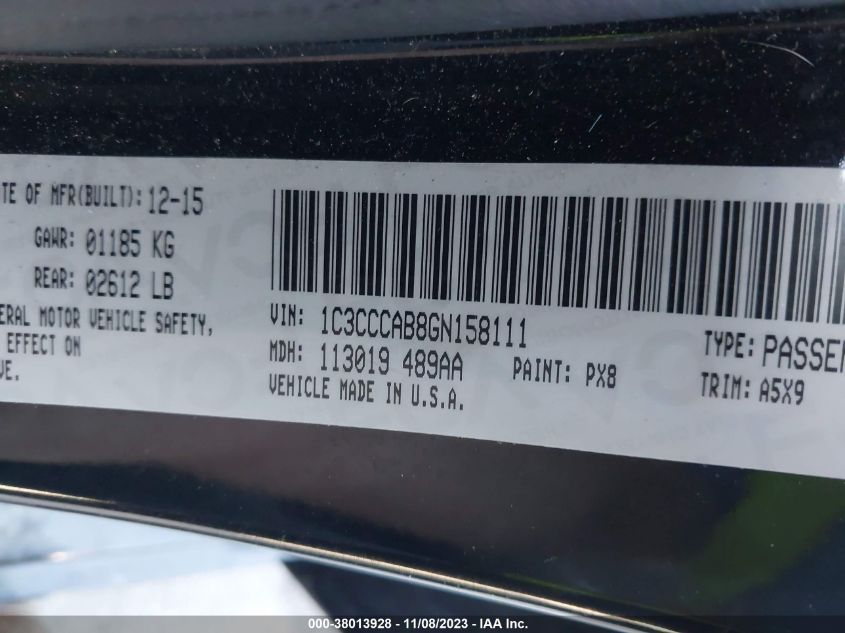 TE OF MFR(BUILT): 12-15
GAWR: 01185 KG
REAR: 02612 LB
ERAL MOTOR VEHICLE SAFETY,
EFFECT ON
VE.
VIN: 1C3CCCAB8GN158111
MDH: 113019 489AA
PAINT: PX8
VEHICLE MADE IN U.S.A.
TYPE: PASSEN
TRIM: A5X9
000-38013928 - 11/08/2023 - IAA Inc.